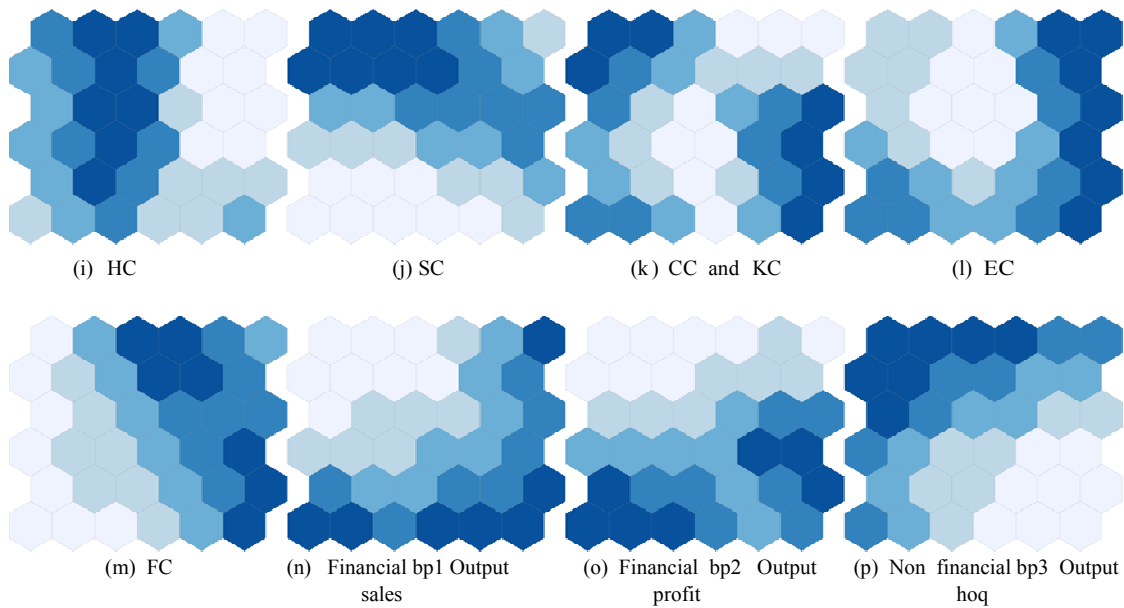 (i) HC
(j) SC
(k) CC and KC
(l) EC
(m) FC
(n) Financial bp1 Output
sales
(o) Financial bp2 Output
profit
(p) Non financial bp3 Output
hoq